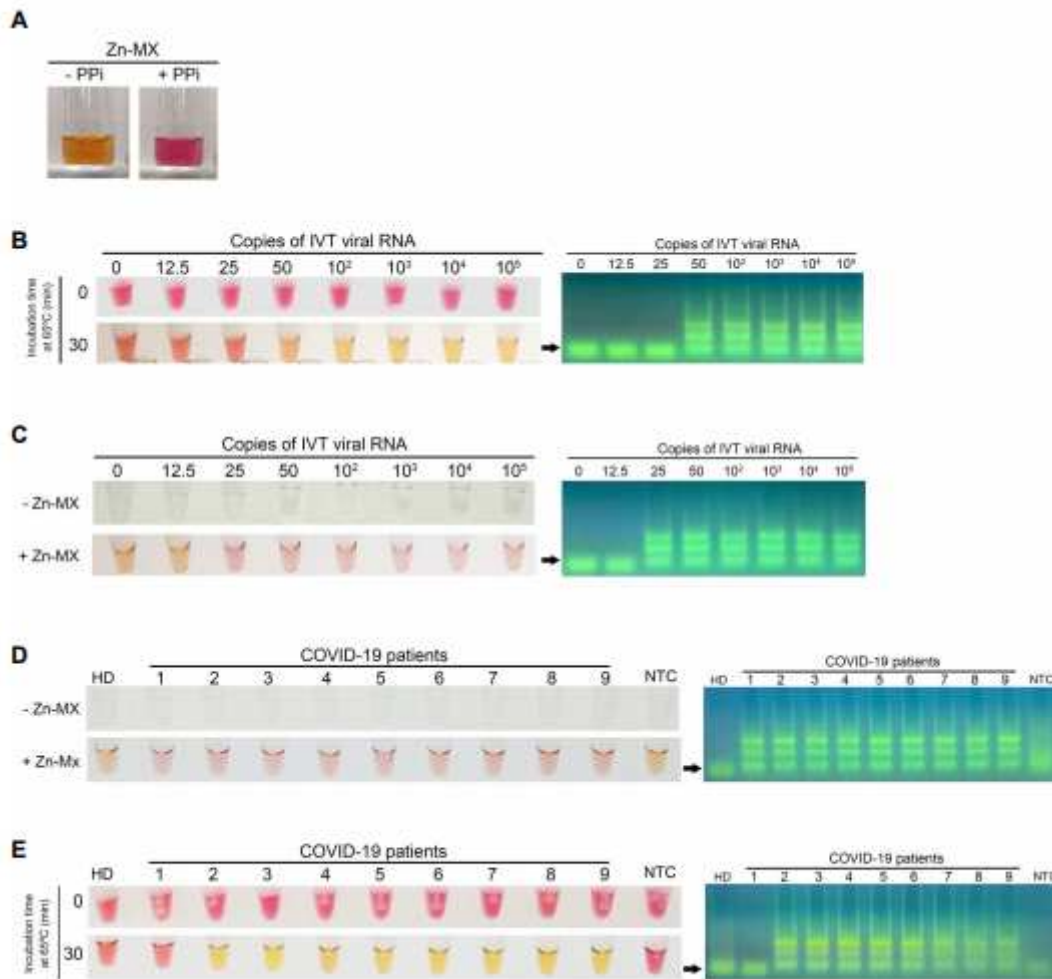 A
Zn-MX
- PPi + PPi
B
Copies of IVT viral RNA
0 12.5 25 50 10² 10³ 10⁴ 10⁵
Incubation time
at 65ºC (min)
0
30
Copies of IVT viral RNA
0 12.5 25 50 10² 10³ 10⁴ 10⁵
C
Copies of IVT viral RNA
0 12.5 25 50 10² 10³ 10⁴ 10⁵
- Zn-MX
+ Zn-MX
Copies of IVT viral RNA
0 12.5 25 50 10² 10³ 10⁴ 10⁵
D
COVID-19 patients
HD 1 2 3 4 5 6 7 8 9 NTC
- Zn-MX
+ Zn-Mx
COVID-19 patients
HD 1 2 3 4 5 6 7 8 9 NTC
E
COVID-19 patients
HD 1 2 3 4 5 6 7 8 9 NTC
Incubation time
at 65ºC (min)
0
30
COVID-19 patients
HD 1 2 3 4 5 6 7 8 9 NTC